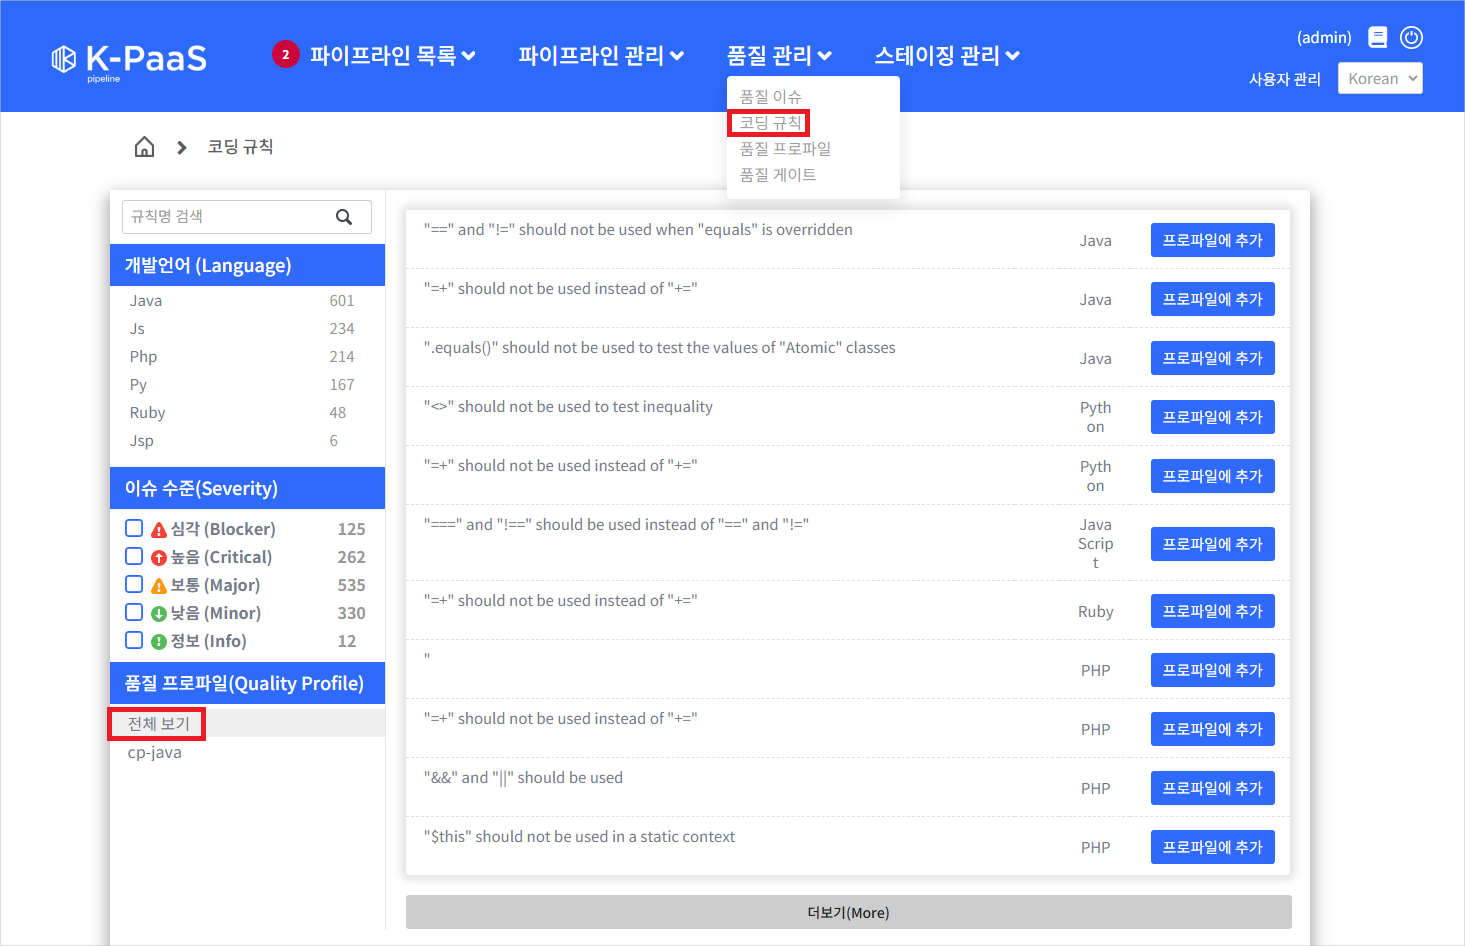 K-PaaS
pipeline
2 파이프라인 목록
파이프라인 관리
품질 관리
스테이징 관리
(admin)
사용자 관리
Korean
품질 이슈
코딩 규칙
품질 프로파일
품질 게이트
코딩 규칙
규칙명 검색
개발언어 (Language)
Java 601
Js 234
Php 214
Py 167
Ruby 48
Jsp 6
이슈 수준(Severity)
심각 (Blocker) 125
높음 (Critical) 262
보통 (Major) 535
낮음 (Minor) 330
정보 (Info) 12
품질 프로파일(Quality Profile)
전체 보기
cp-java
"==" and "!=" should not be used when "equals" is overridden
Java
프로파일에 추가
"=+" should not be used instead of "+="
Java
프로파일에 추가
".equals()" should not be used to test the values of "Atomic" classes
Java
프로파일에 추가
"<>" should not be used to test inequality
Pyth
on
프로파일에 추가
"=+" should not be used instead of "+="
Pyth
on
프로파일에 추가
"===" and "!==" should be used instead of "==" and "!="
Java
Scrip
t
프로파일에 추가
"=+" should not be used instead of "+="
Ruby
프로파일에 추가
"
PHP
프로파일에 추가
"=+" should not be used instead of "+="
PHP
프로파일에 추가
"&&" and "||" should be used
PHP
프로파일에 추가
"$this" should not be used in a static context
PHP
프로파일에 추가
더보기(More)